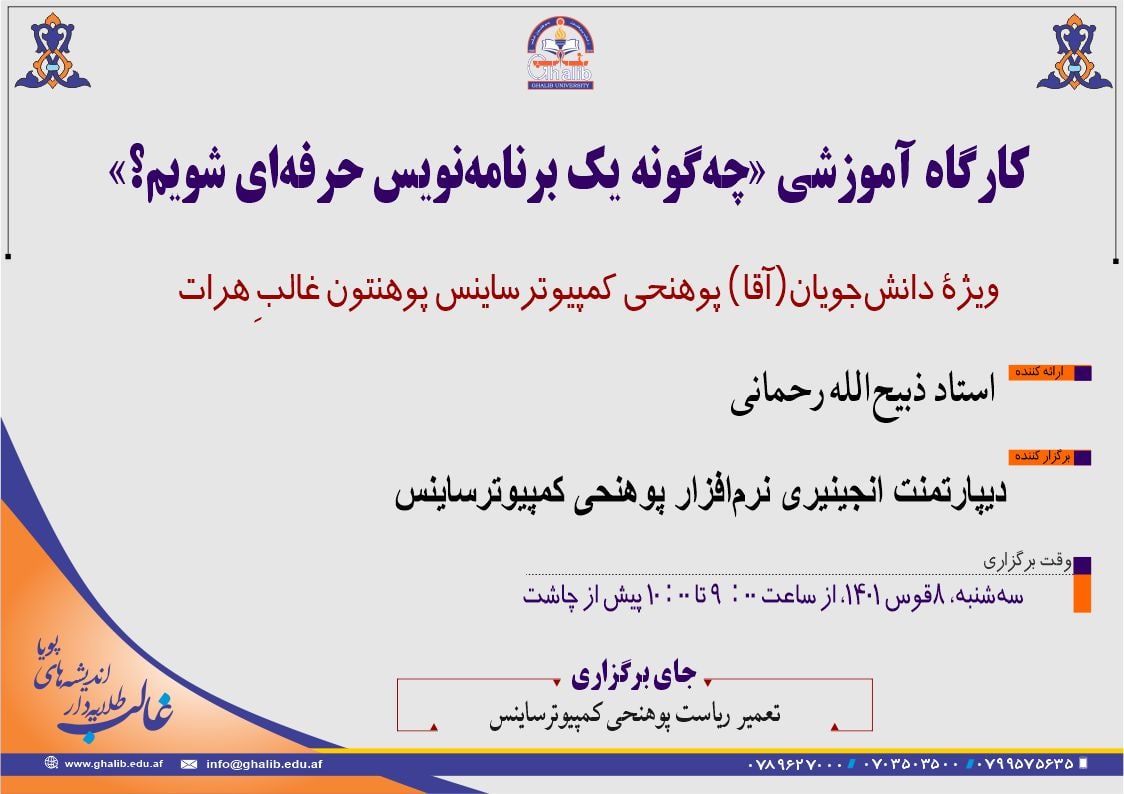 Ghalib
GHALIB UNIVERSITY
کارگاه آموزشی «چه‌گونه یک برنامه‌نویس حرفه‌ای شویم؟»
ویژۀ دانش‌جویان(آقا) پوهنحی کمپیوترساینس پوهنتون غالبِ هرات
ارائه کننده
استاد ذبیح‌الله رحمانی
برگزار کننده
دیپارتمنت انجینیری نرم‌افزار پوهنحی کمپیوترساینس
وقت برگزاری
سه‌شنبه، ۸ قوس ۱۴۰۱، از ساعت ۰۰ : ۹ تا ۰۰ : ۱۰ پیش از چاشت
جای برگزاری
تعمیر ریاست پوهنحی کمپیوترساینس
غالب طلایه‌دار اندیشه‌های پویا
www.ghalib.edu.af info@ghalib.edu.af ۰۷۸۹۶۲۷۰۰۰ / ۰۷۰۳۵۰۳۵۰۰ / ۰۷۹۹۵۷۵۶۳۵